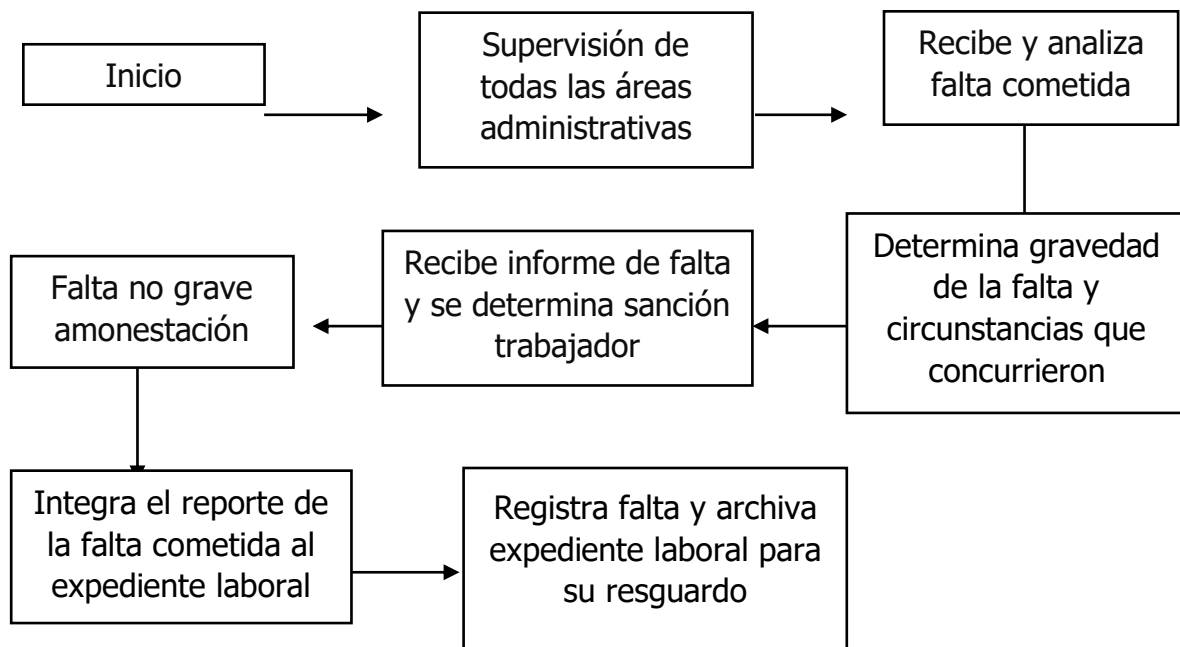 Inicio
Supervisión de
todas las áreas
administrativas
Recibe y analiza
falta cometida
Determina gravedad
de la falta y
circunstancias que
concurrieron
Recibe informe de falta
y se determina sanción
trabajador
Falta no grave
amonestación
Integra el reporte de
la falta cometida al
expediente laboral
Registra falta y archiva
expediente laboral para
su resguardo